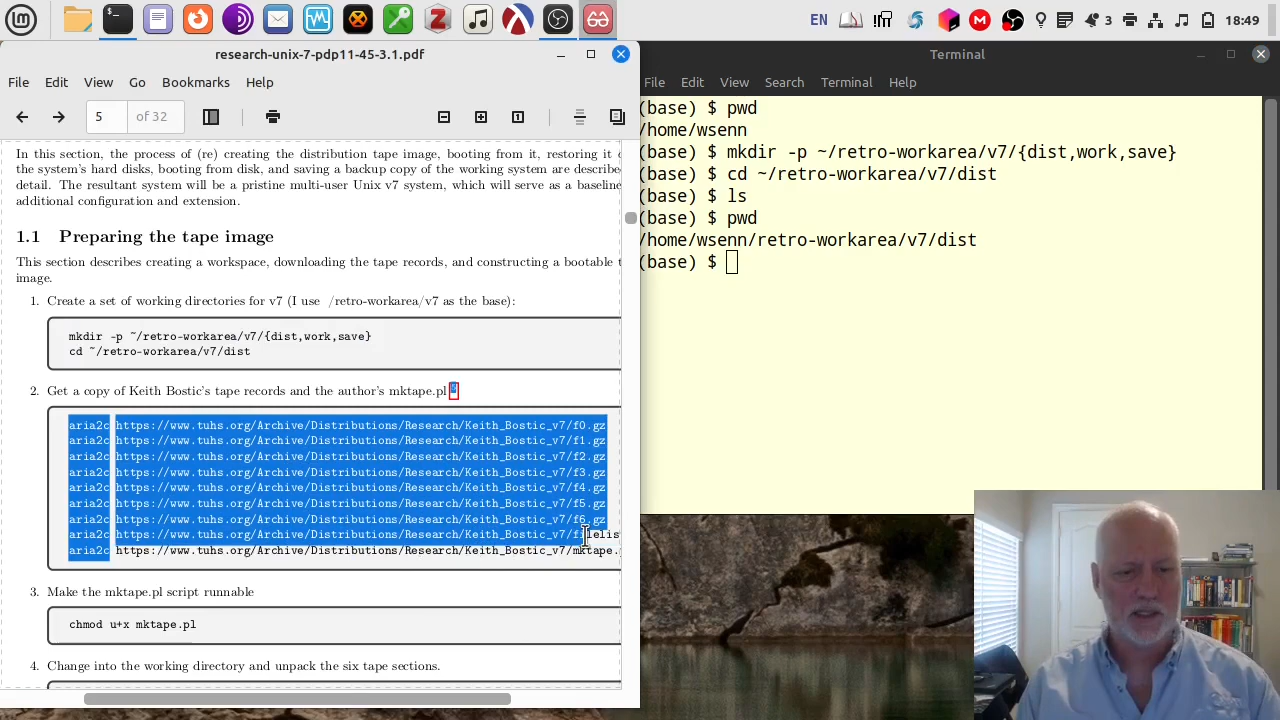 EN
3
18:49
research-unix-7-pdp11-45-3.1.pdf
File Edit View Go Bookmarks Help
5 of 32
In this section, the process of (re) creating the distribution tape image, booting from it, restoring it
the system's hard disks, booting from disk, and saving a backup copy of the working system are describe
detail. The resultant system will be a pristine multi-user Unix v7 system, which will serve as a baseline
additional configuration and extension.
1.1 Preparing the tape image
This section describes creating a workspace, downloading the tape records, and constructing a bootable t
image.
1. Create a set of working directories for v7 (I use /retro-workarea/v7 as the base):
mkdir -p ~/retro-workarea/v7/{dist,work,save}
cd ~/retro-workarea/v7/dist
2. Get a copy of Keith Bostic's tape records and the author's mktape.pl
aria2c https://www.tuhs.org/Archive/Distributions/Research/Keith_Bostic_v7/f0.gz
aria2c https://www.tuhs.org/Archive/Distributions/Research/Keith_Bostic_v7/f1.gz
aria2c https://www.tuhs.org/Archive/Distributions/Research/Keith_Bostic_v7/f2.gz
aria2c https://www.tuhs.org/Archive/Distributions/Research/Keith_Bostic_v7/f3.gz
aria2c https://www.tuhs.org/Archive/Distributions/Research/Keith_Bostic_v7/f4.gz
aria2c https://www.tuhs.org/Archive/Distributions/Research/Keith_Bostic_v7/f5.gz
aria2c https://www.tuhs.org/Archive/Distributions/Research/Keith_Bostic_v7/f6.gz
aria2c https://www.tuhs.org/Archive/Distributions/Research/Keith_Bostic_v7/filelis
aria2c https://www.tuhs.org/Archive/Distributions/Research/Keith_Bostic_v7/mktape.
3. Make the mktape.pl script runnable
chmod u+x mktape.pl
4. Change into the working directory and unpack the six tape sections.
Terminal
File Edit View Search Terminal Help
(base) $ pwd
/home/wsenn
(base) $ mkdir -p ~/retro-workarea/v7/{dist,work,save}
(base) $ cd ~/retro-workarea/v7/dist
(base) $ ls
(base) $ pwd
/home/wsenn/retro-workarea/v7/dist
(base) $